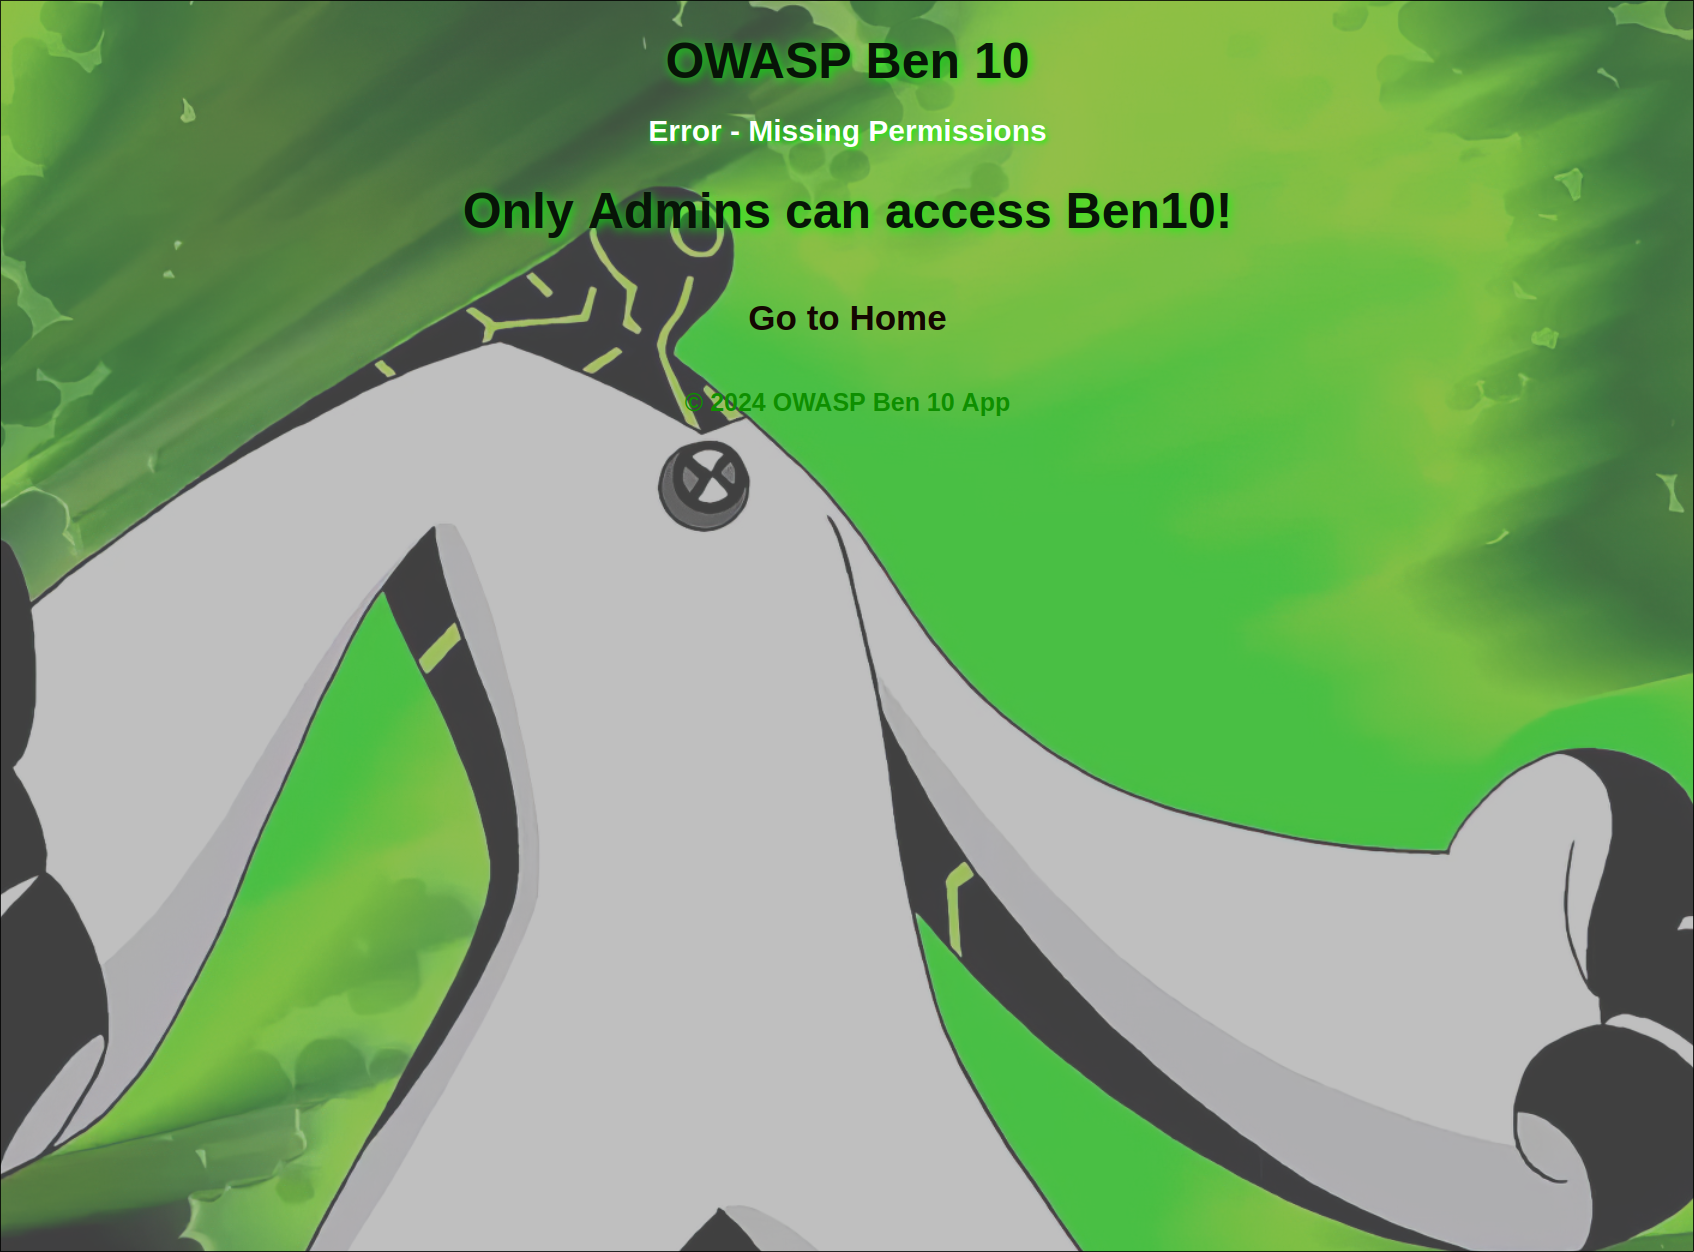 OWASP Ben 10
Error - Missing Permissions
Only Admins can access Ben10!
Go to Home
© 2024 OWASP Ben 10 App